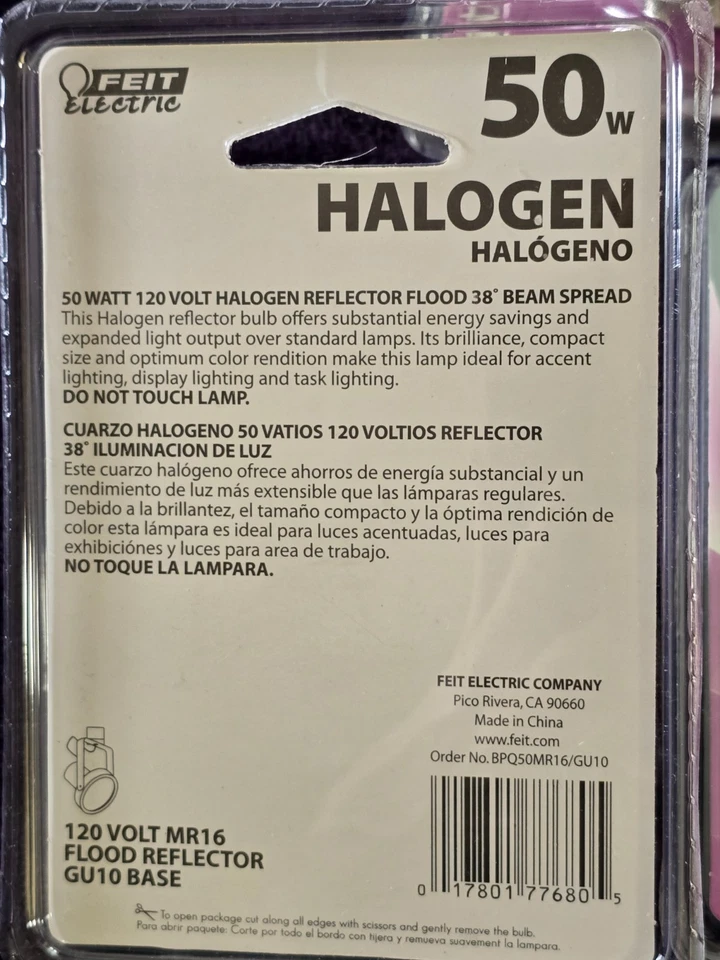 FEIT
ELECTRIC
50W
HALOGEN
HALÓGENO
50 WATT 120 VOLT HALOGEN REFLECTOR FLOOD 38° BEAM SPREAD
This Halogen reflector bulb offers substantial energy savings and
expanded light output over standard lamps. Its brilliance, compact
size and optimum color rendition make this lamp ideal for accent
lighting, display lighting and task lighting.
DO NOT TOUCH LAMP.
CUARZO HALOGENO 50 VATIOS 120 VOLTIOS REFLECTOR
38° ILUMINACION DE LUZ
Este cuarzo halógeno ofrece ahorros de energía substancial y un
rendimiento de luz más extensible que las lámparas regulares.
Debido a la brillantez, el tamaño compacto y la óptima rendición de
color esta lámpara es ideal para luces acentuadas, luces para
exhibiciónes y luces para area de trabajo.
NO TOQUE LA LAMPARA.
FEIT ELECTRIC COMPANY
Pico Rivera, CA 90660
Made in China
www.feit.com
Order No. BPQ50MR16/GU10
120 VOLT MR16
FLOOD REFLECTOR
GU10 BASE
0 17801 77680 5
To open package cut along all edges with scissors and gently remove the bulb.
Para abrir paquete: Corte por todo el bordo con tijera y remueva suavement la lampara.